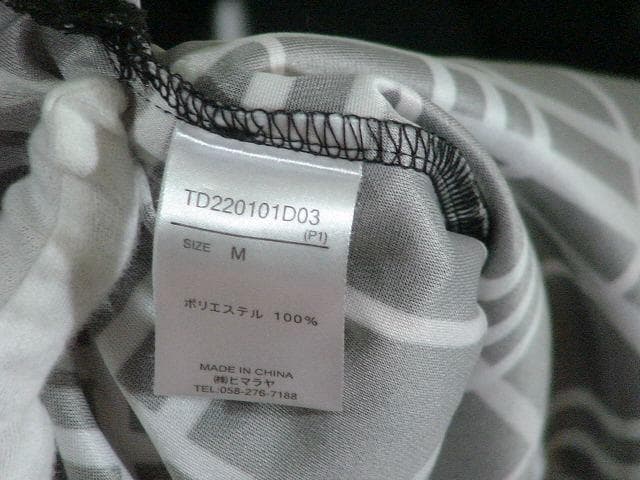 TD220101D03
(P1)
SIZE M
ポリエステル 100%
MADE IN CHINA
㈱ヒマラヤ
TEL:058-276-7188